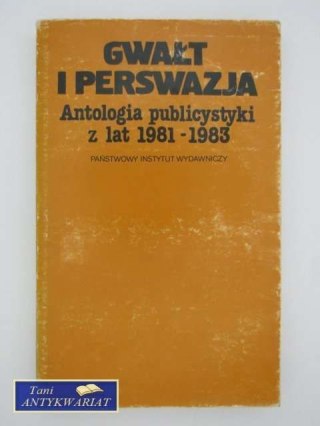 GWAŁT
I PERSWAZJA
Antologia publicystyki
z lat 1981-1983
PAŃSTWOWY INSTYTUT WYDAWNICZY
Tani
ANTYKWARIAT